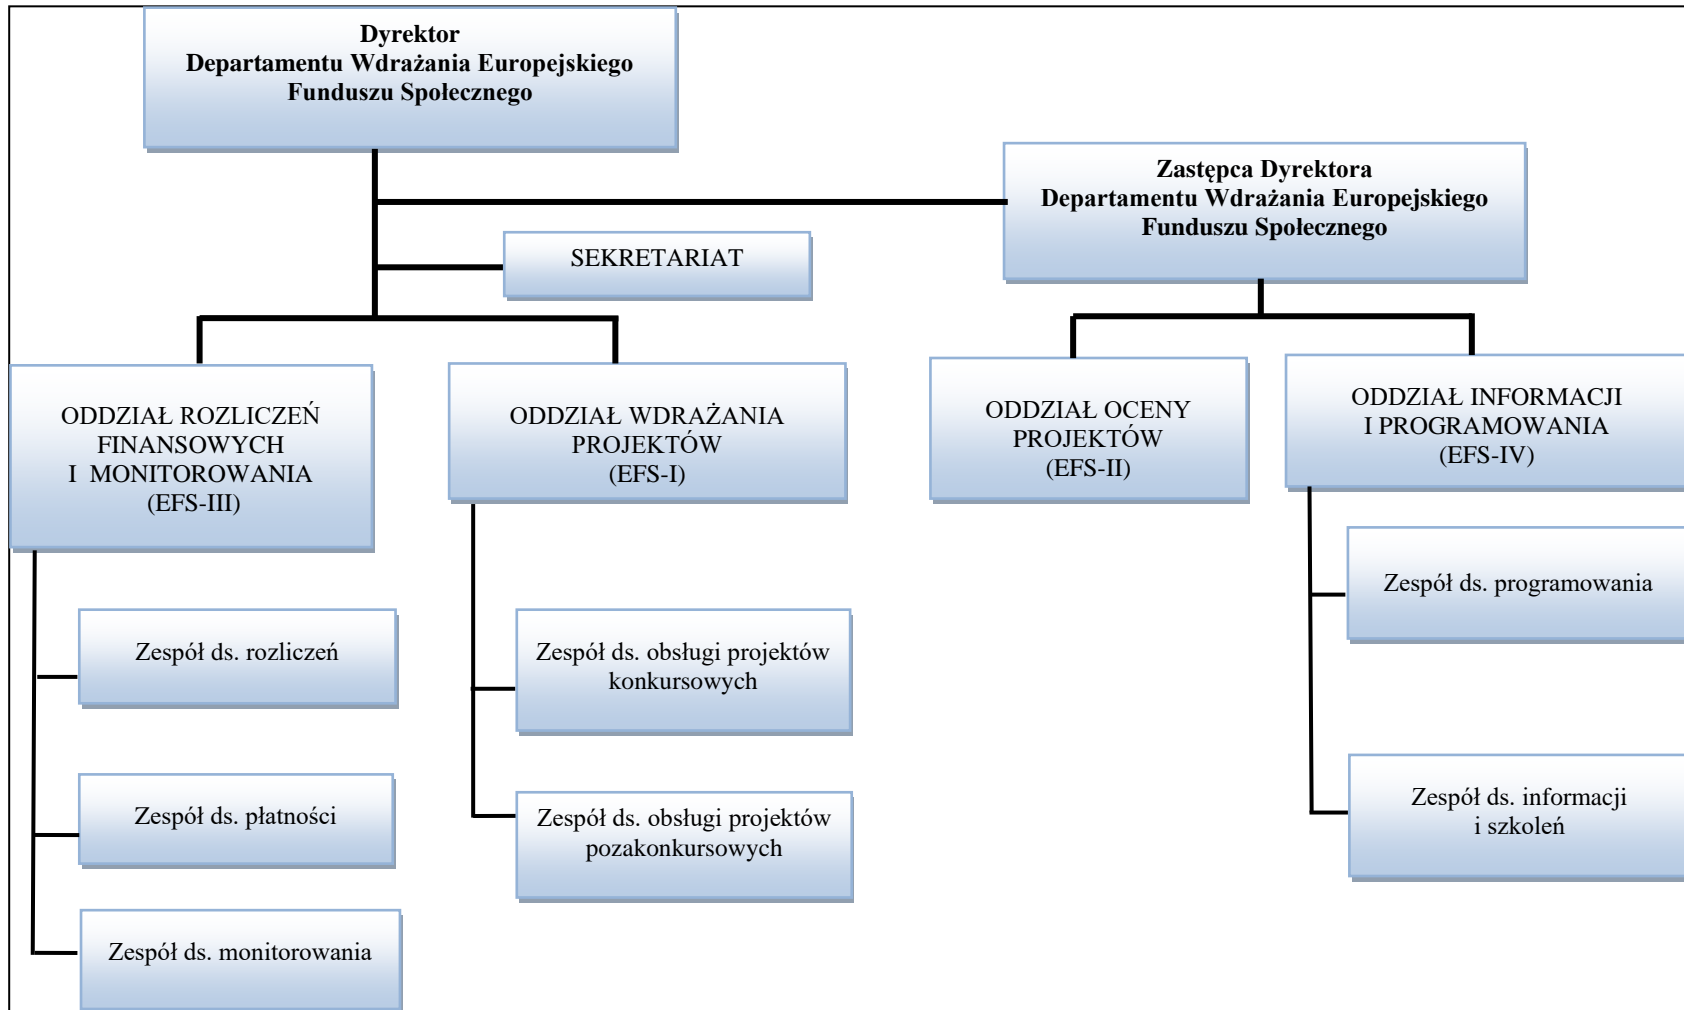 Dyrektor
Departamentu Wdrażania Europejskiego
Funduszu Społecznego
Zastępca Dyrektora
Departamentu Wdrażania Europejskiego
Funduszu Społecznego
SEKRETARIAT
ODDZIAŁ ROZLICZEŃ
FINANSOWYCH
I MONITOROWANIA
(EFS-III)
ODDZIAŁ WDRAŻANIA
PROJEKTÓW
(EFS-I)
ODDZIAŁ OCENY
PROJEKTÓW
(EFS-II)
ODDZIAŁ INFORMACJI
I PROGRAMOWANIA
(EFS-IV)
Zespół ds. rozliczeń
Zespół ds. płatności
Zespół ds. monitorowania
Zespół ds. obsługi projektów
konkursowych
Zespół ds. obsługi projektów
pozakonkursowych
Zespół ds. programowania
Zespół ds. informacji
i szkoleń